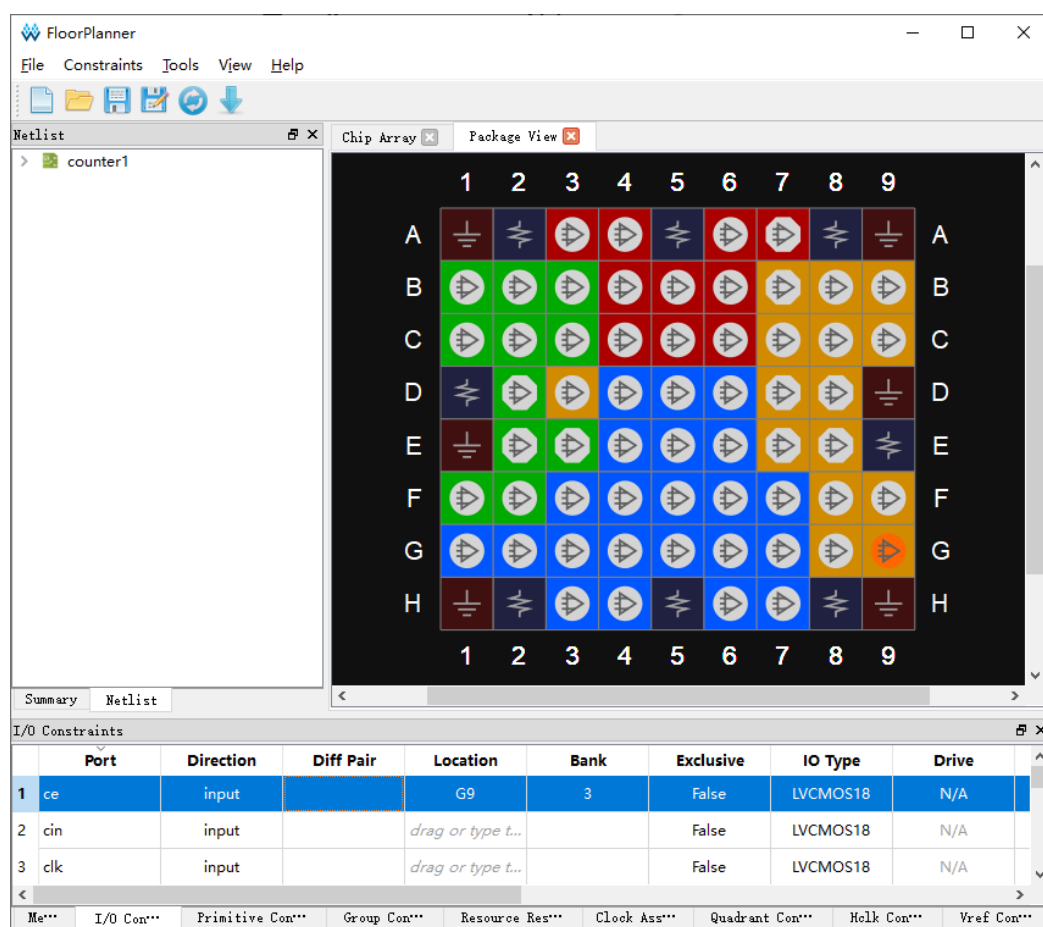 FloorPlanner
File Constraints Tools View Help
Netlist
Chip Array Package View
counter1
1 2 3 4 5 6 7 8 9
A A
B B
C C
D D
E E
F F
G G
H H
1 2 3 4 5 6 7 8 9
Summary Netlist
I/O Constraints
Port Direction Diff Pair Location Bank Exclusive IO Type Drive
1 ce input G9 3 False LVCMOS18 N/A
2 cin input drag or type t... False LVCMOS18 N/A
3 clk input drag or type t... False LVCMOS18 N/A
Me... I/O Con... Primitive Con... Group Con... Resource Res... Clock Ass... Quadrant Con... Hclk Con... Vref Con...